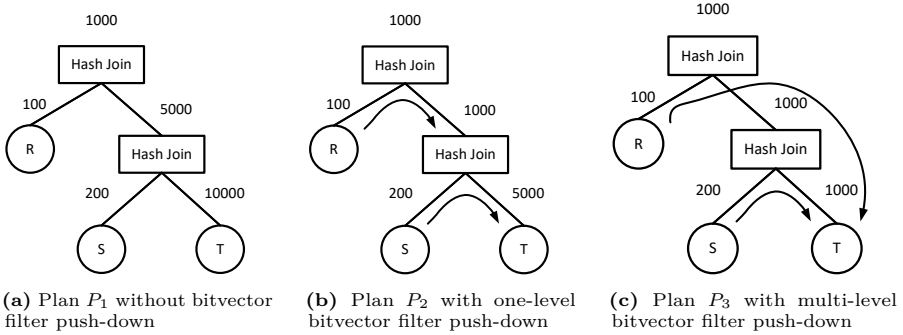 1000
Hash Join
100
5000
R
Hash Join
200
10000
S
T
(a) Plan P1 without bitvector
filter push-down
1000
Hash Join
100
1000
R
Hash Join
200
5000
S
T
(b) Plan P2 with one-level
bitvector filter push-down
1000
Hash Join
100
1000
R
Hash Join
200
1000
S
T
(c) Plan P3 with multi-level
bitvector filter push-down